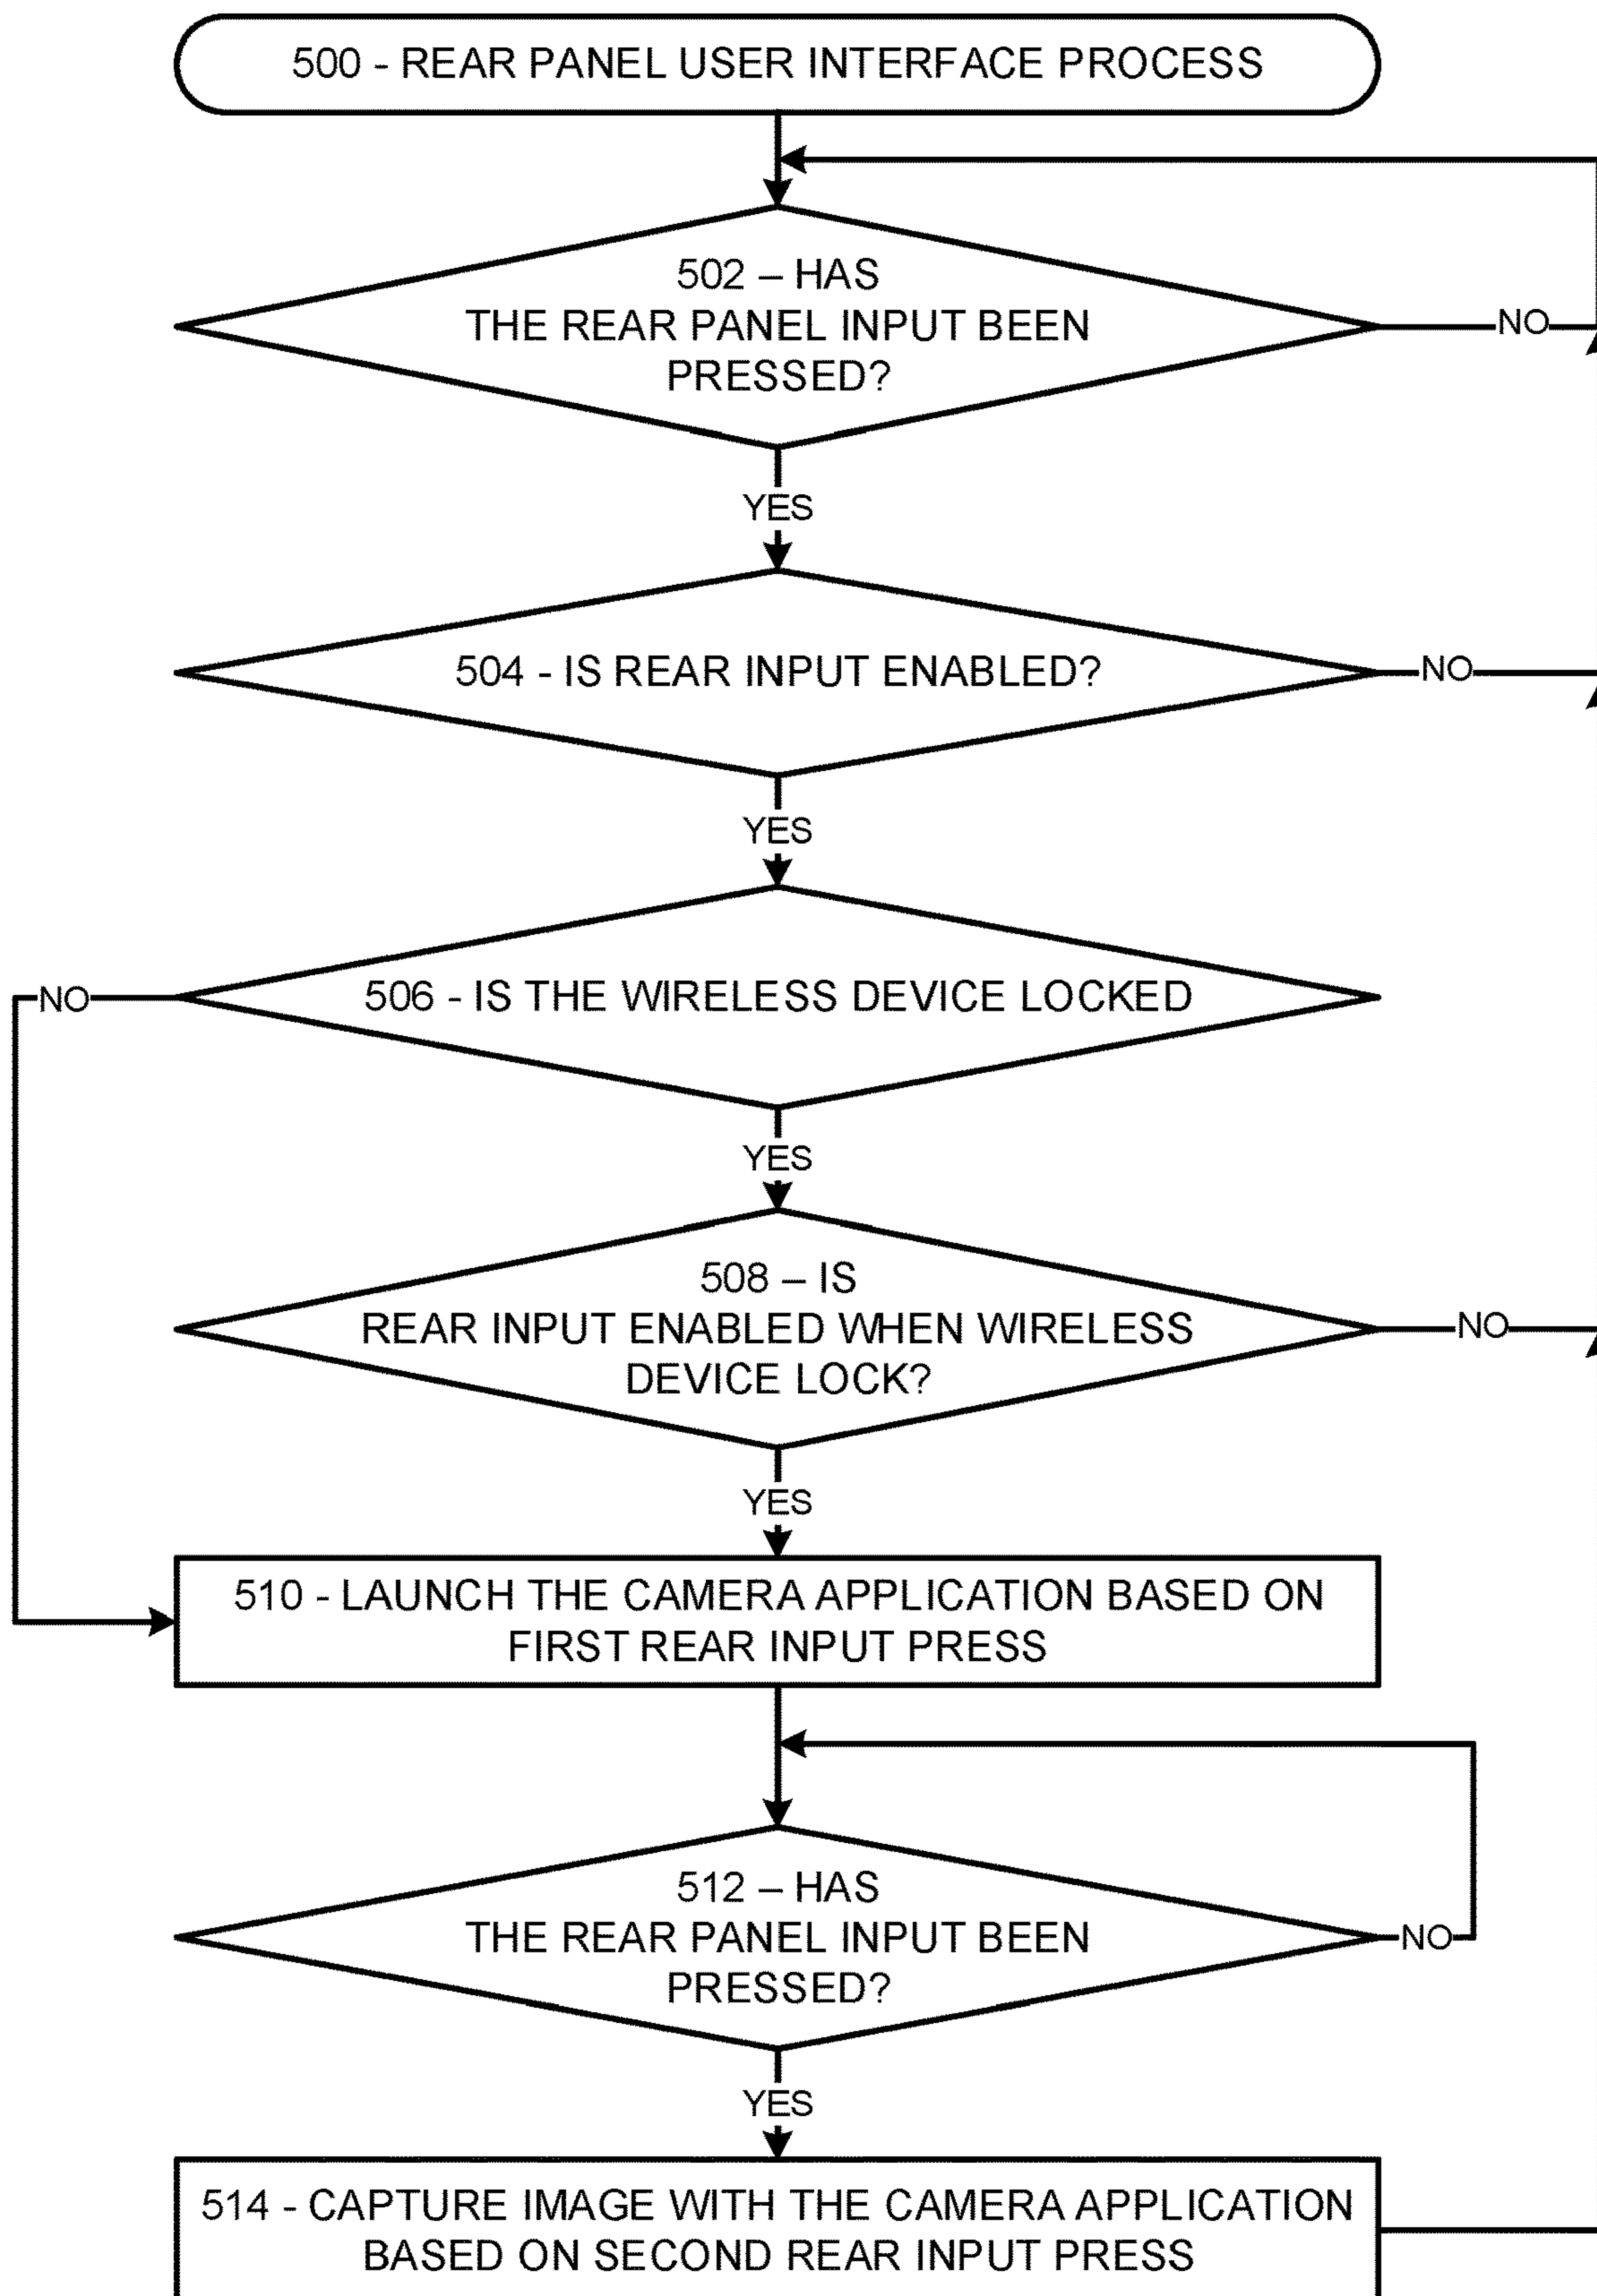 500 - REAR PANEL USER INTERFACE PROCESS
502 – HAS
THE REAR PANEL INPUT BEEN
PRESSED?
NO
YES
504 - IS REAR INPUT ENABLED?
NO
YES
506 - IS THE WIRELESS DEVICE LOCKED
NO
YES
508 – IS
REAR INPUT ENABLED WHEN WIRELESS
DEVICE LOCK?
NO
YES
510 - LAUNCH THE CAMERA APPLICATION BASED ON
FIRST REAR INPUT PRESS
512 – HAS
THE REAR PANEL INPUT BEEN
PRESSED?
NO
YES
514 - CAPTURE IMAGE WITH THE CAMERA APPLICATION
BASED ON SECOND REAR INPUT PRESS